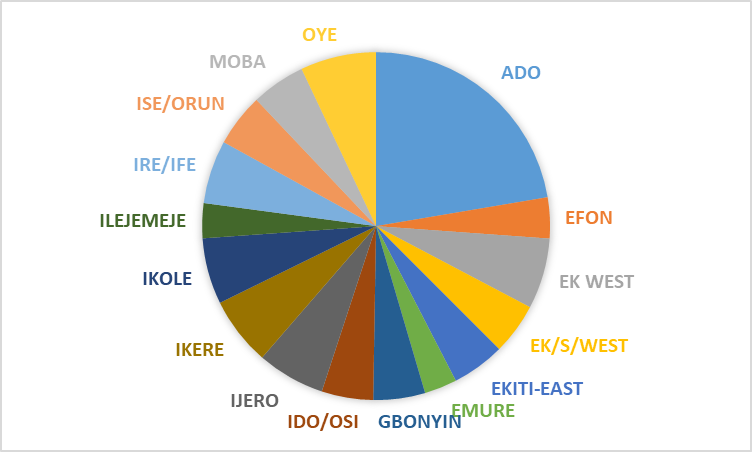 OYE
MOBA
ADO
ISE/ORUN
IRE/IFE
EFON
ILEJEMEJE
IKOLE
EK WEST
IKERE
EK/S/WEST
EKITI-EAST
IJERO
EMURE
IDO/OSI
GBONYIN